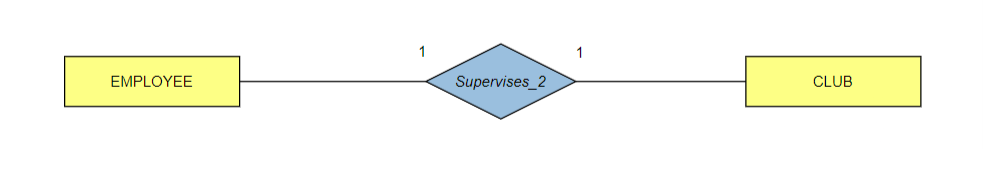 1 1
EMPLOYEE Supervises_2 CLUB